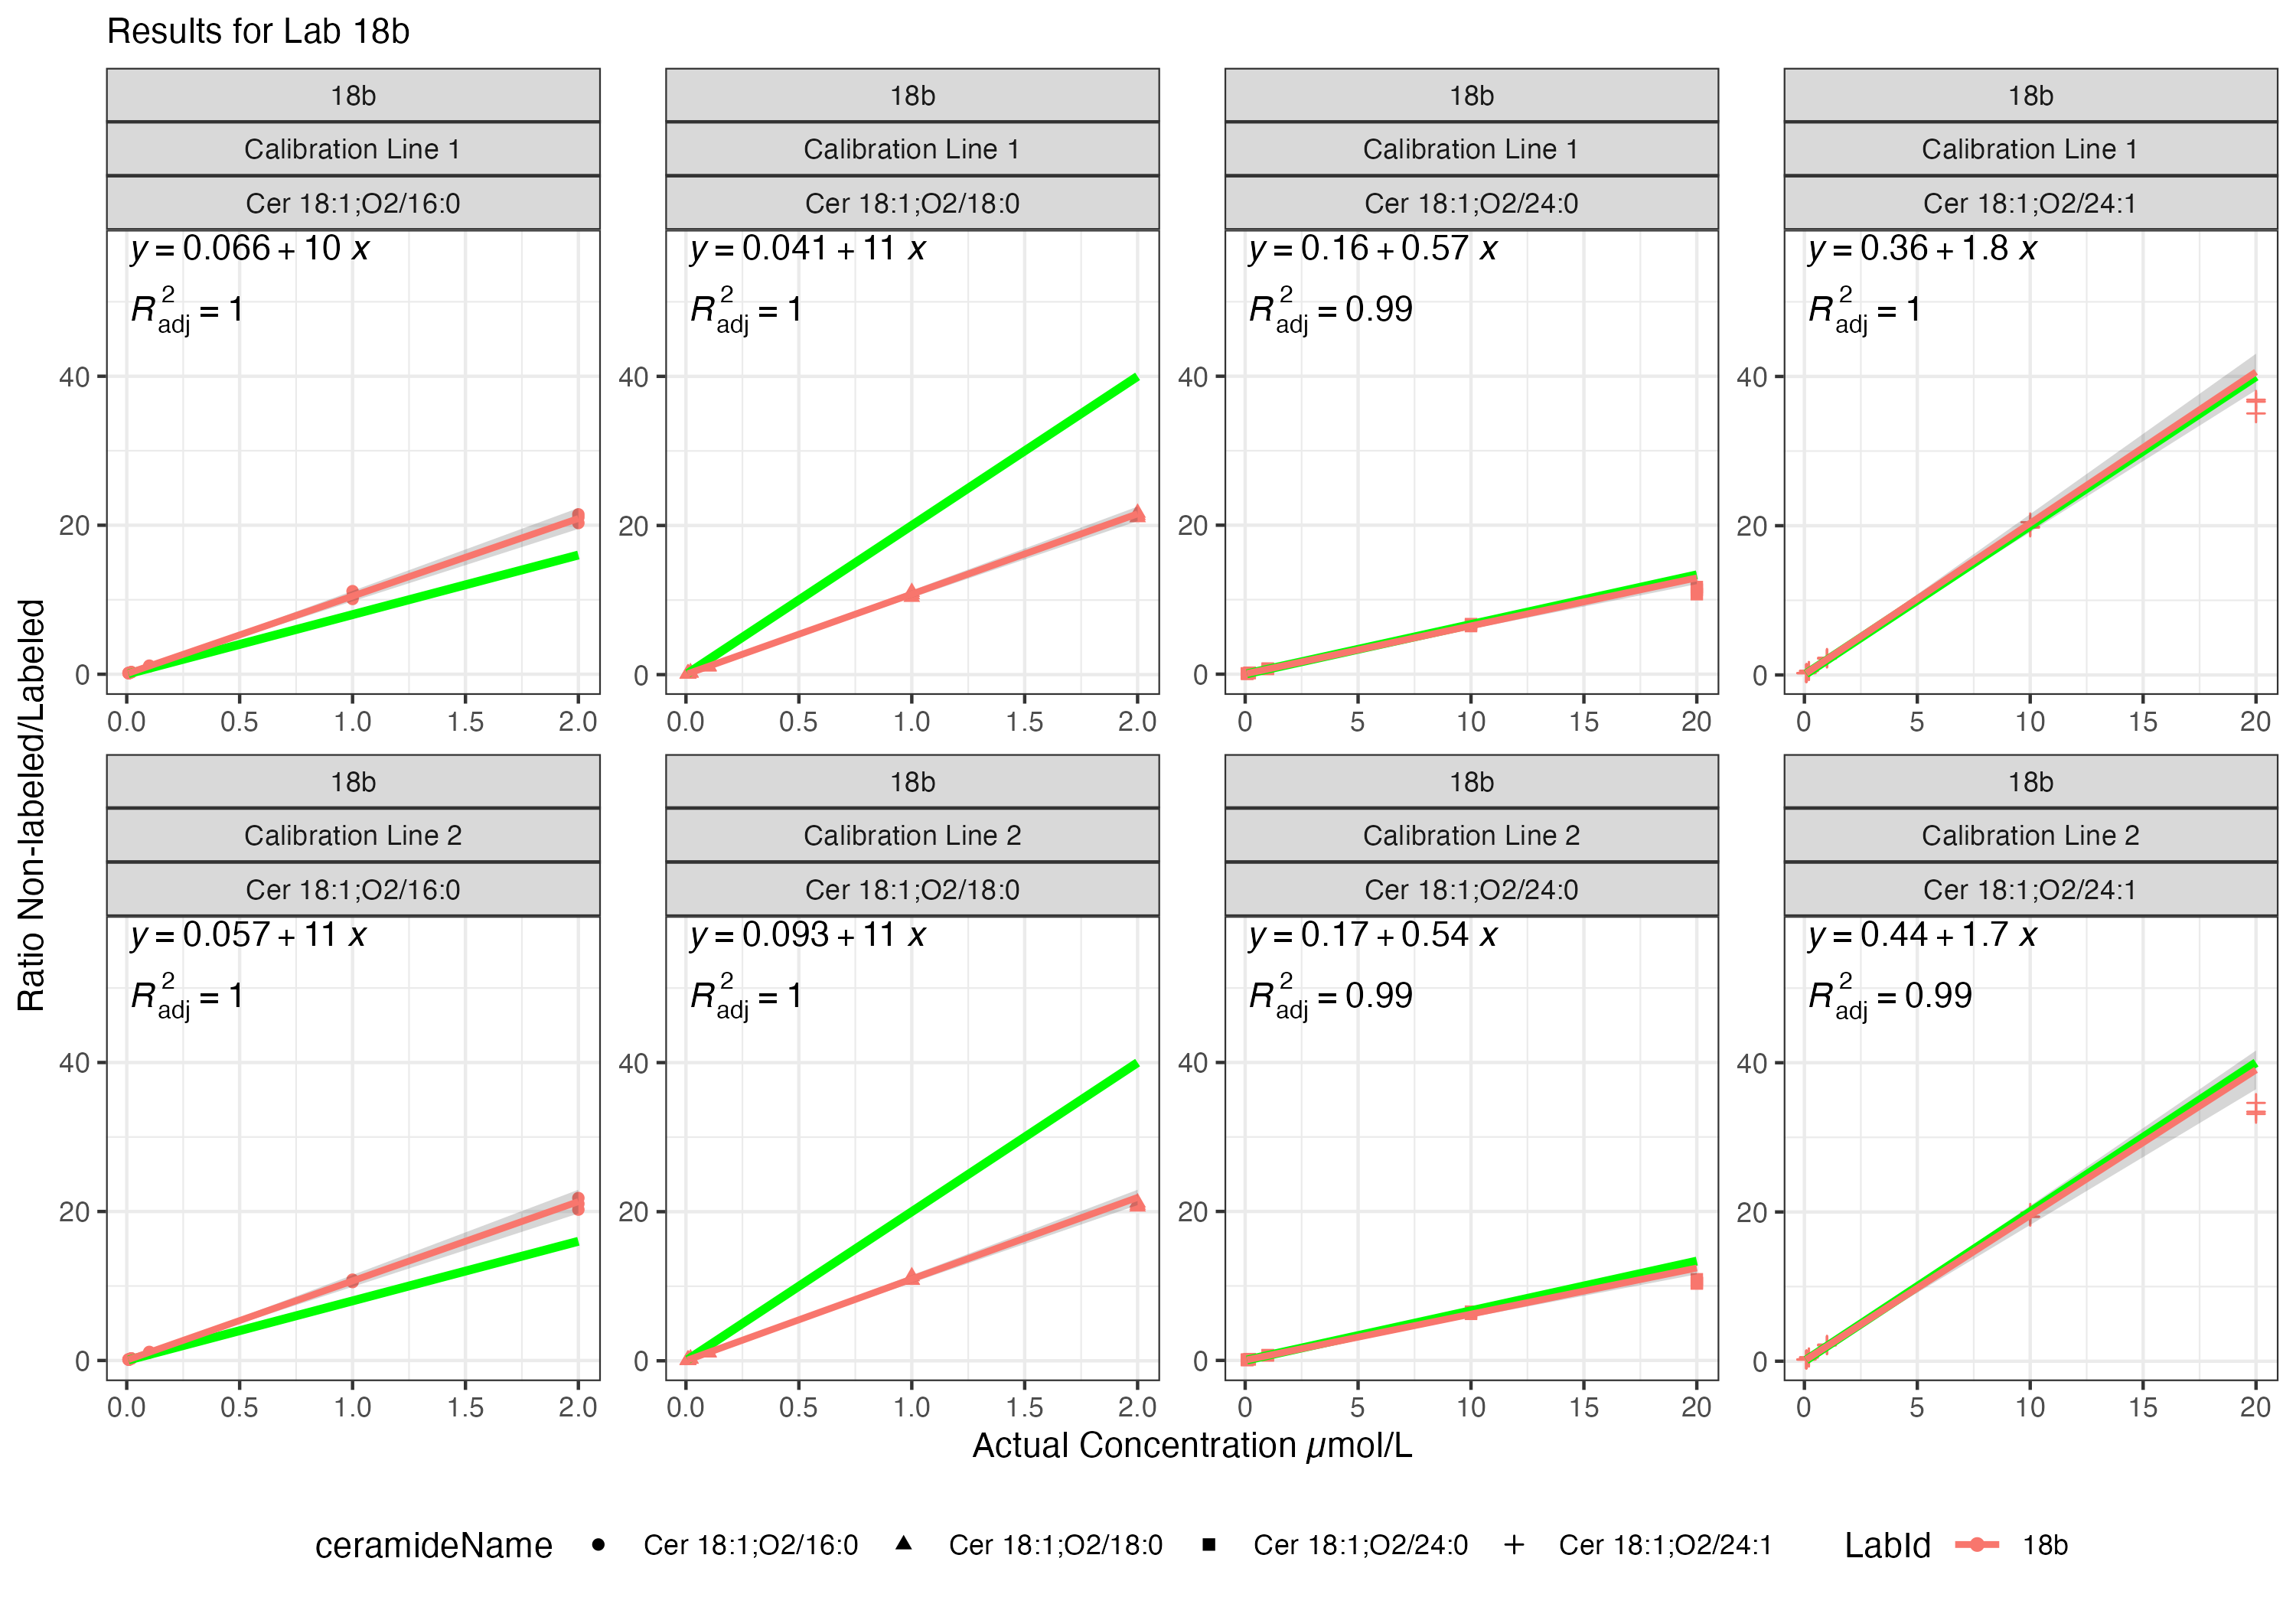 Results for Lab 18b
18b
Calibration Line 1
Cer 18:1;O2/16:0
y = 0.066 + 10 x
R²adj = 1
40
20
0
0.0 0.5 1.0 1.5 2.0
18b
Calibration Line 1
Cer 18:1;O2/18:0
y = 0.041 + 11 x
R²adj = 1
40
20
0
0.0 0.5 1.0 1.5 2.0
18b
Calibration Line 1
Cer 18:1;O2/24:0
y = 0.16 + 0.57 x
R²adj = 0.99
40
20
0
0 5 10 15 20
18b
Calibration Line 1
Cer 18:1;O2/24:1
y = 0.36 + 1.8 x
R²adj = 1
40
20
0
0 5 10 15 20
18b
Calibration Line 2
Cer 18:1;O2/16:0
y = 0.057 + 11 x
R²adj = 1
40
20
0
0.0 0.5 1.0 1.5 2.0
18b
Calibration Line 2
Cer 18:1;O2/18:0
y = 0.093 + 11 x
R²adj = 1
40
20
0
0.0 0.5 1.0 1.5 2.0
18b
Calibration Line 2
Cer 18:1;O2/24:0
y = 0.17 + 0.54 x
R²adj = 0.99
40
20
0
0 5 10 15 20
18b
Calibration Line 2
Cer 18:1;O2/24:1
y = 0.44 + 1.7 x
R²adj = 0.99
40
20
0
0 5 10 15 20
Ratio Non-labeled/Labeled
Actual Concentration μmol/L
ceramideName Cer 18:1;O2/16:0 Cer 18:1;O2/18:0 Cer 18:1;O2/24:0 Cer 18:1;O2/24:1 LabId 18b